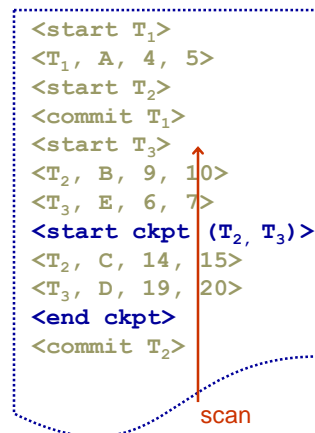 <start T₁>
<T₁, A, 4, 5>
<start T₂>
<commit T₁>
<start T₃>
<T₂, B, 9, 10>
<T₃, E, 6, 7>
<start ckpt (T₂, T₃)>
<T₂, C, 14, 15>
<T₃, D, 19, 20>
<end ckpt>
<commit T₂>
scan